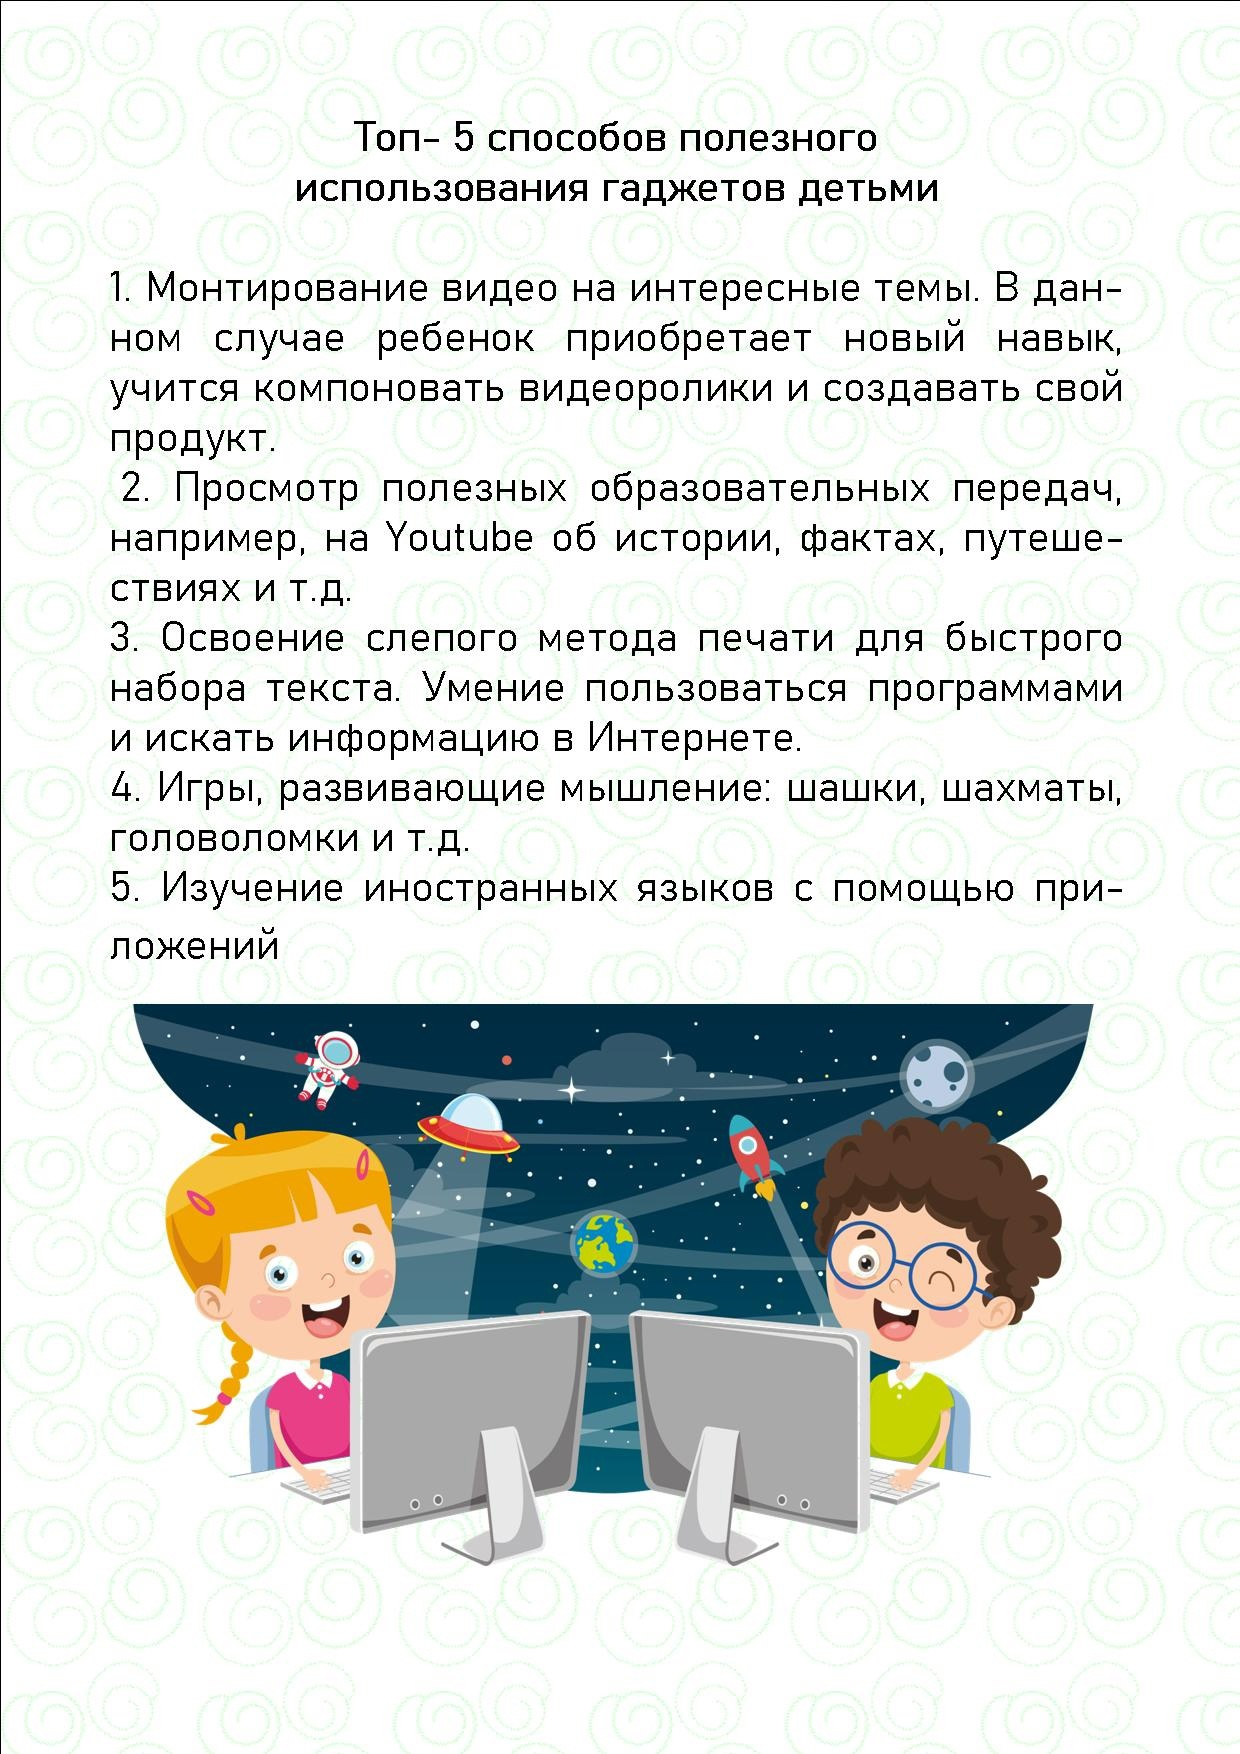 Топ- 5 способов полезного
использования гаджетов детьми
1. Монтирование видео на интересные темы. В дан-
ном случае ребенок приобретает новый навык,
учится компоновать видеоролики и создавать свой
продукт.
2. Просмотр полезных образовательных передач,
например, на Youtube об истории, фактах, путеше-
ствиях и т.д.
3. Освоение слепого метода печати для быстрого
набора текста. Умение пользоваться программами
и искать информацию в Интернете.
4. Игры, развивающие мышление: шашки, шахматы,
головоломки и т.д.
5. Изучение иностранных языков с помощью при-
ложений